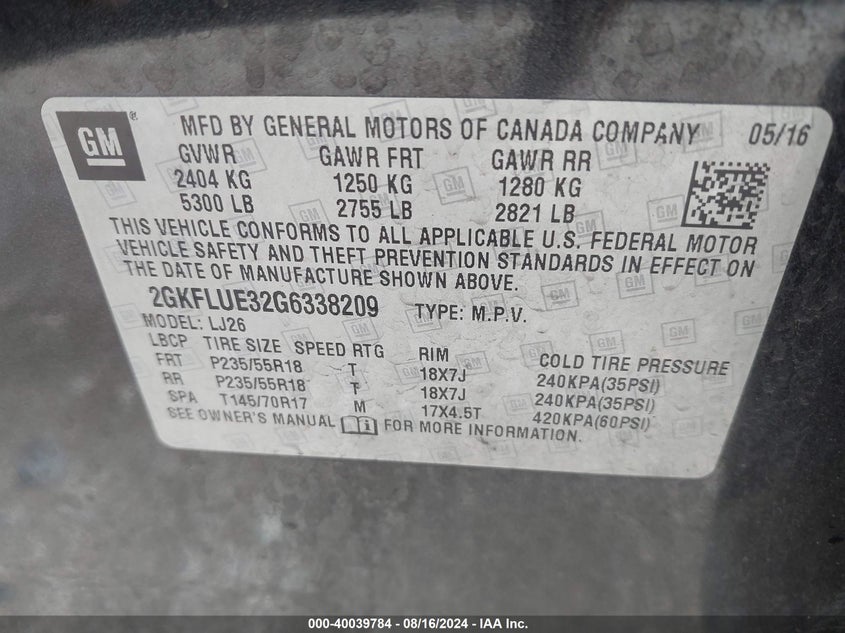 GM
MFD BY GENERAL MOTORS OF CANADA COMPANY 05/16
GVWR GAWR FRT GAWR RR
2404 KG 1250 KG 1280 KG
5300 LB 2755 LB 2821 LB
THIS VEHICLE CONFORMS TO ALL APPLICABLE U.S. FEDERAL MOTOR
VEHICLE SAFETY AND THEFT PREVENTION STANDARDS IN EFFECT ON
THE DATE OF MANUFACTURE SHOWN ABOVE.
2GKFLUE32G6338209 TYPE: M.P.V.
MODEL: LJ26
LBCP TIRE SIZE SPEED RTG RIM COLD TIRE PRESSURE
FRT P235/55R18 T 18X7J 240KPA(35PSI)
RR P235/55R18 T 18X7J 240KPA(35PSI)
SPA T145/70R17 M 17X4.5T 420KPA(60PSI)
SEE OWNER'S MANUAL FOR MORE INFORMATION.
000-40039784 - 08/16/2024 - IAA Inc.